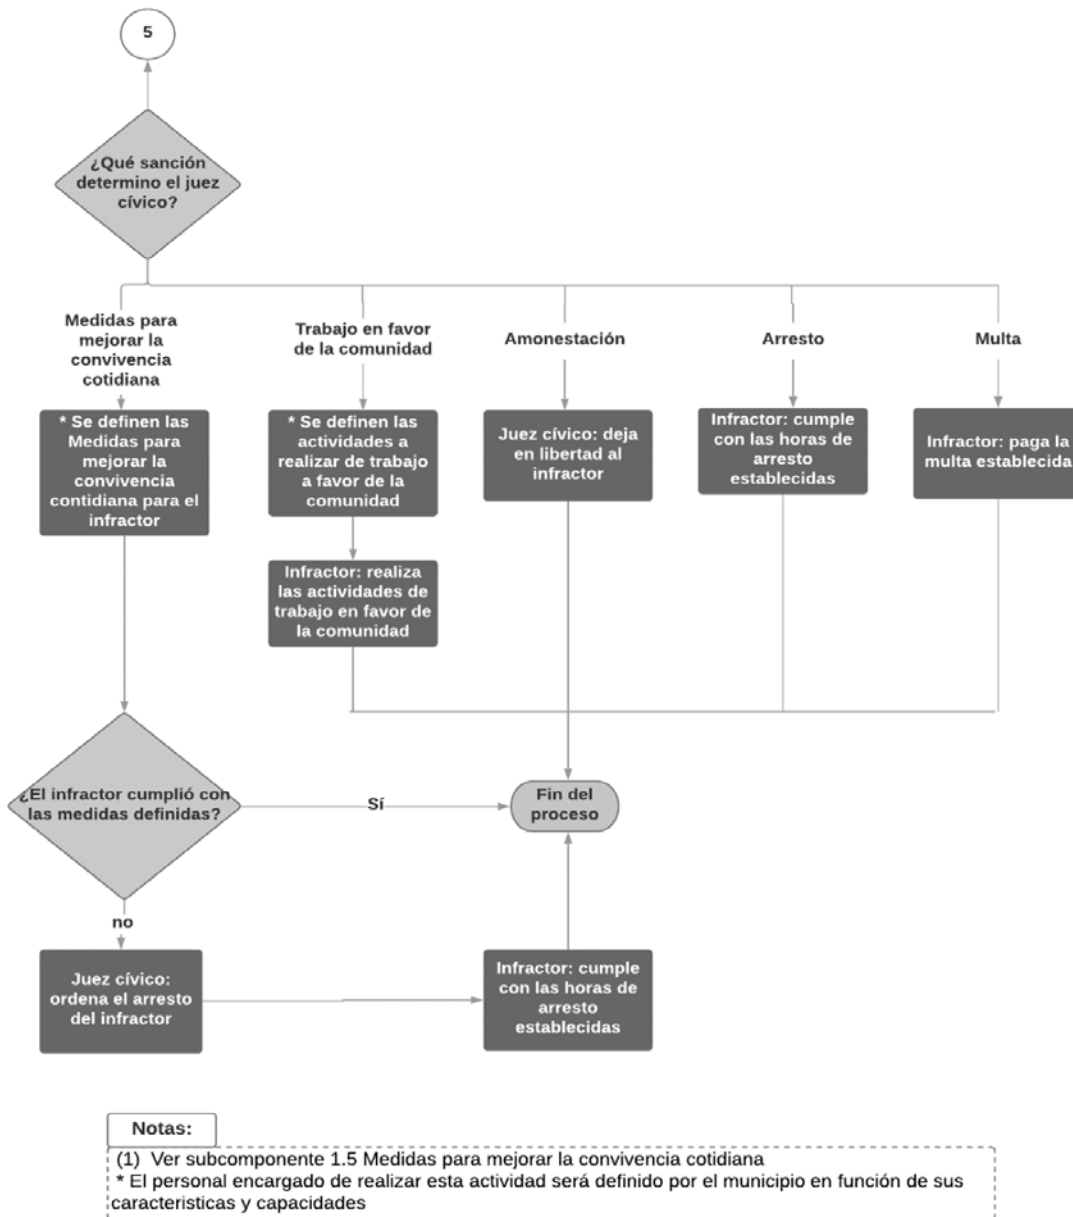 5
¿Qué sanción
determino el juez
cívico?
Medidas para
mejorar la
convivencia
cotidiana
Trabajo en favor
de la comunidad
Amonestación
Arresto
Multa
* Se definen las
Medidas para
mejorar la
convivencia
contidiana para el
infractor
* Se definen las
actividades a
realizar de trabajo
a favor de la
comunidad
Juez cívico: deja
en libertad al
infractor
Infractor: cumple
con las horas de
arresto
establecidas
Infractor: paga la
multa establecida
Infractor: realiza
las actividades de
trabajo en favor de
la comunidad
¿El infractor cumplió con
las medidas definidas?
Sí
Fin del
proceso
no
Juez cívico:
ordena el arresto
del infractor
Infractor: cumple
con las horas de
arresto
establecidas
Notas:
(1) Ver subcomponente 1.5 Medidas para mejorar la convivencia cotidiana
* El personal encargado de realizar esta actividad será definido por el municipio en función de sus
caracteristicas y capacidades